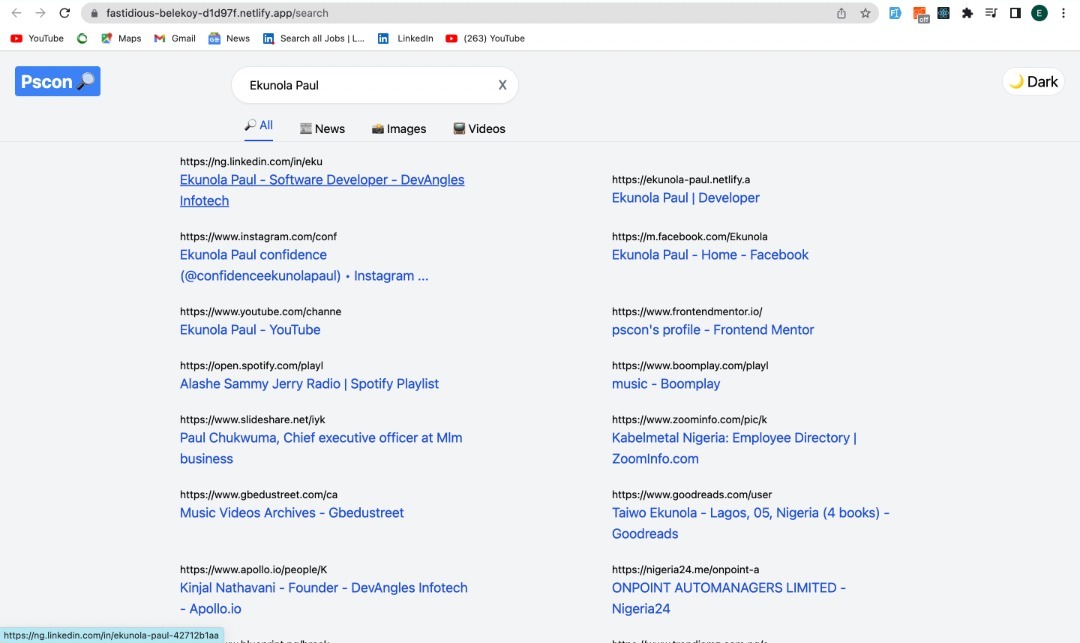 fastidious-belekoy-d1d97f.netlify.app/search
off
E
YouTube
Maps
Gmail
News
Search all Jobs | L...
LinkedIn
(263) YouTube
Pscon
Ekunola Paul
X
Dark
All
News
Images
Videos
https://ng.linkedin.com/in/eku
Ekunola Paul - Software Developer - DevAngles
Infotech
https://ekunola-paul.netlify.a
Ekunola Paul | Developer
https://www.instagram.com/conf
Ekunola Paul confidence
(@confidenceekunolapaul) • Instagram ...
https://m.facebook.com/Ekunola
Ekunola Paul - Home - Facebook
https://www.youtube.com/channe
Ekunola Paul - YouTube
https://www.frontendmentor.io/
pscon's profile - Frontend Mentor
https://open.spotify.com/playl
Alashe Sammy Jerry Radio | Spotify Playlist
https://www.boomplay.com/playl
music - Boomplay
https://www.slideshare.net/iyk
Paul Chukwuma, Chief executive officer at Mlm
business
https://www.zoominfo.com/pic/k
Kabelmetal Nigeria: Employee Directory |
ZoomInfo.com
https://www.gbedustreet.com/ca
Music Videos Archives - Gbedustreet
https://www.goodreads.com/user
Taiwo Ekunola - Lagos, 05, Nigeria (4 books) -
Goodreads
https://www.apollo.io/people/K
Kinjal Nathavani - Founder - DevAngles Infotech
- Apollo.io
https://nigeria24.me/onpoint-a
ONPOINT AUTOMANAGERS LIMITED -
Nigeria24
https://ng.linkedin.com/in/ekunola-paul-42712b1aa